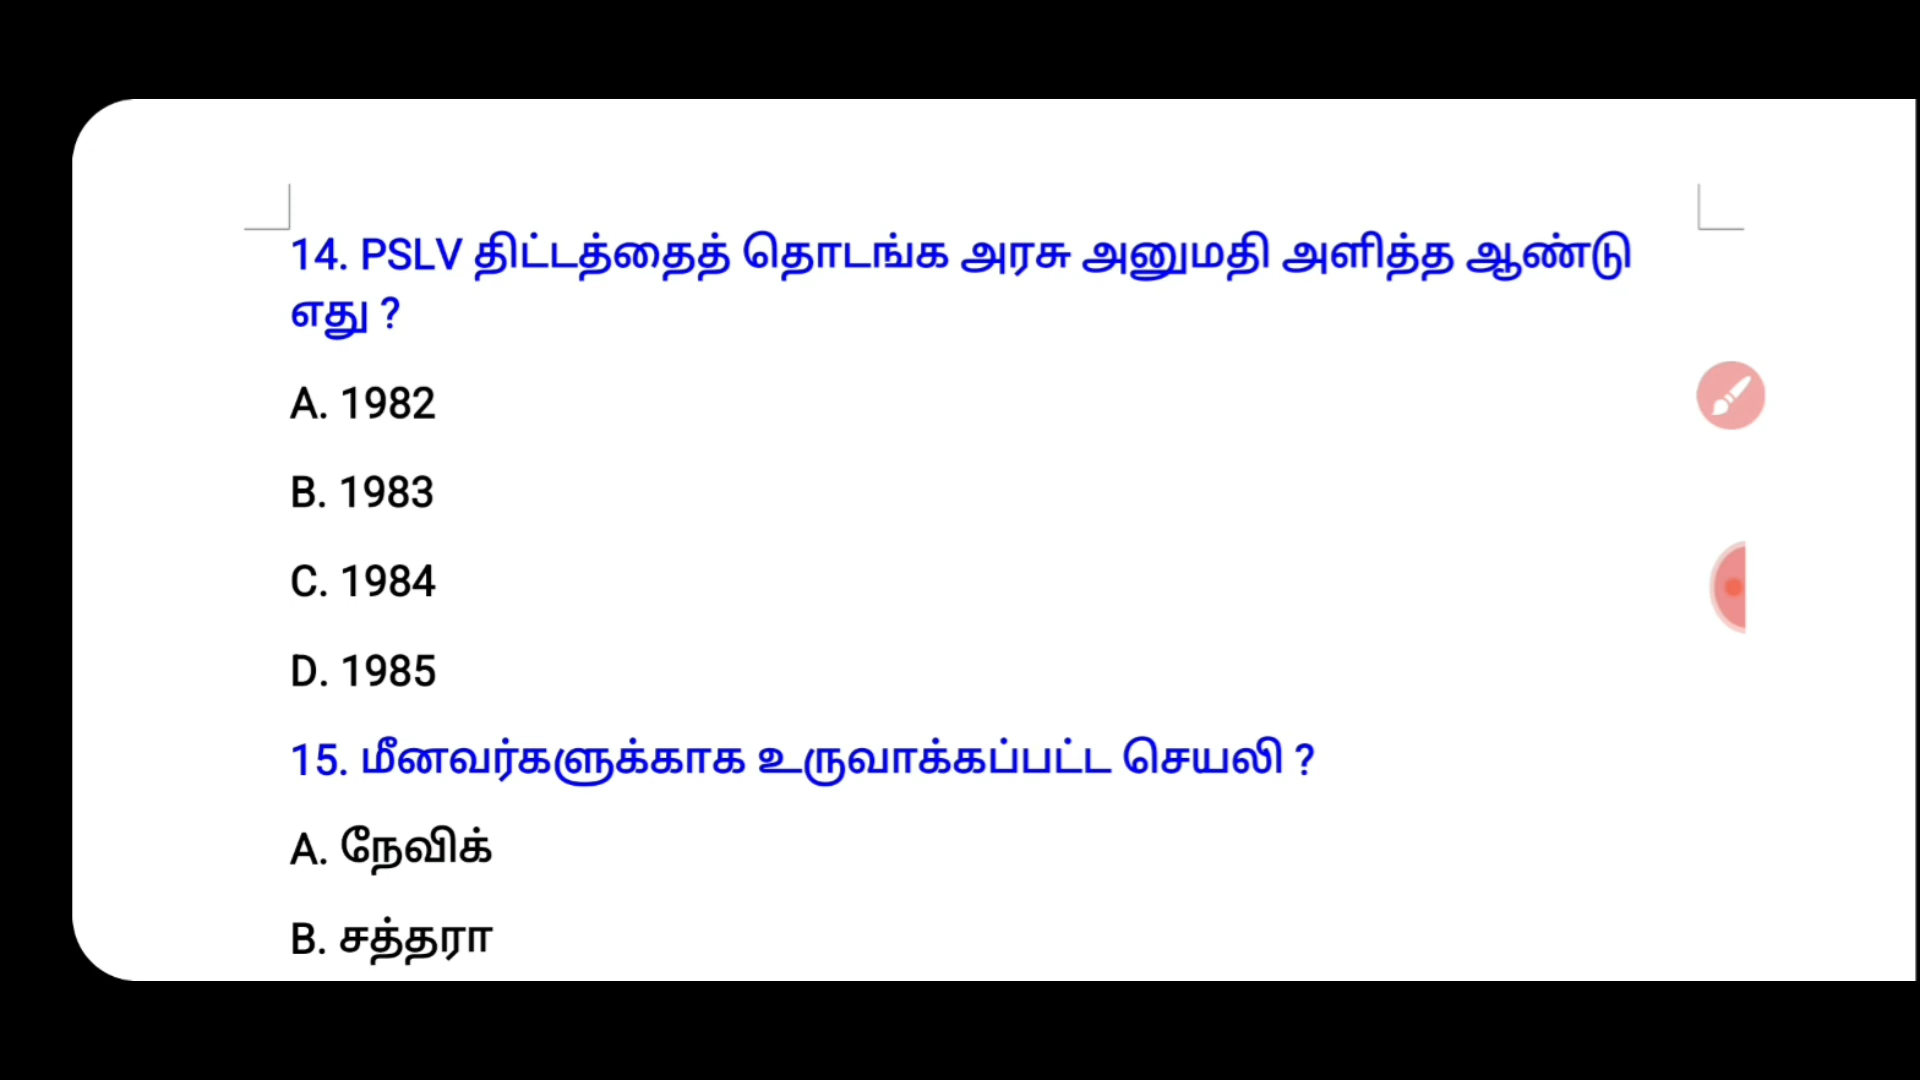 14. PSLV திட்டத்தைத் தொடங்க அரசு அனுமதி அளித்த ஆண்டு
எது ?
A. 1982
B. 1983
C. 1984
D. 1985
15. மீனவர்களுக்காக உருவாக்கப்பட்ட செயலி ?
A. நேவிக்
B. சத்தரா